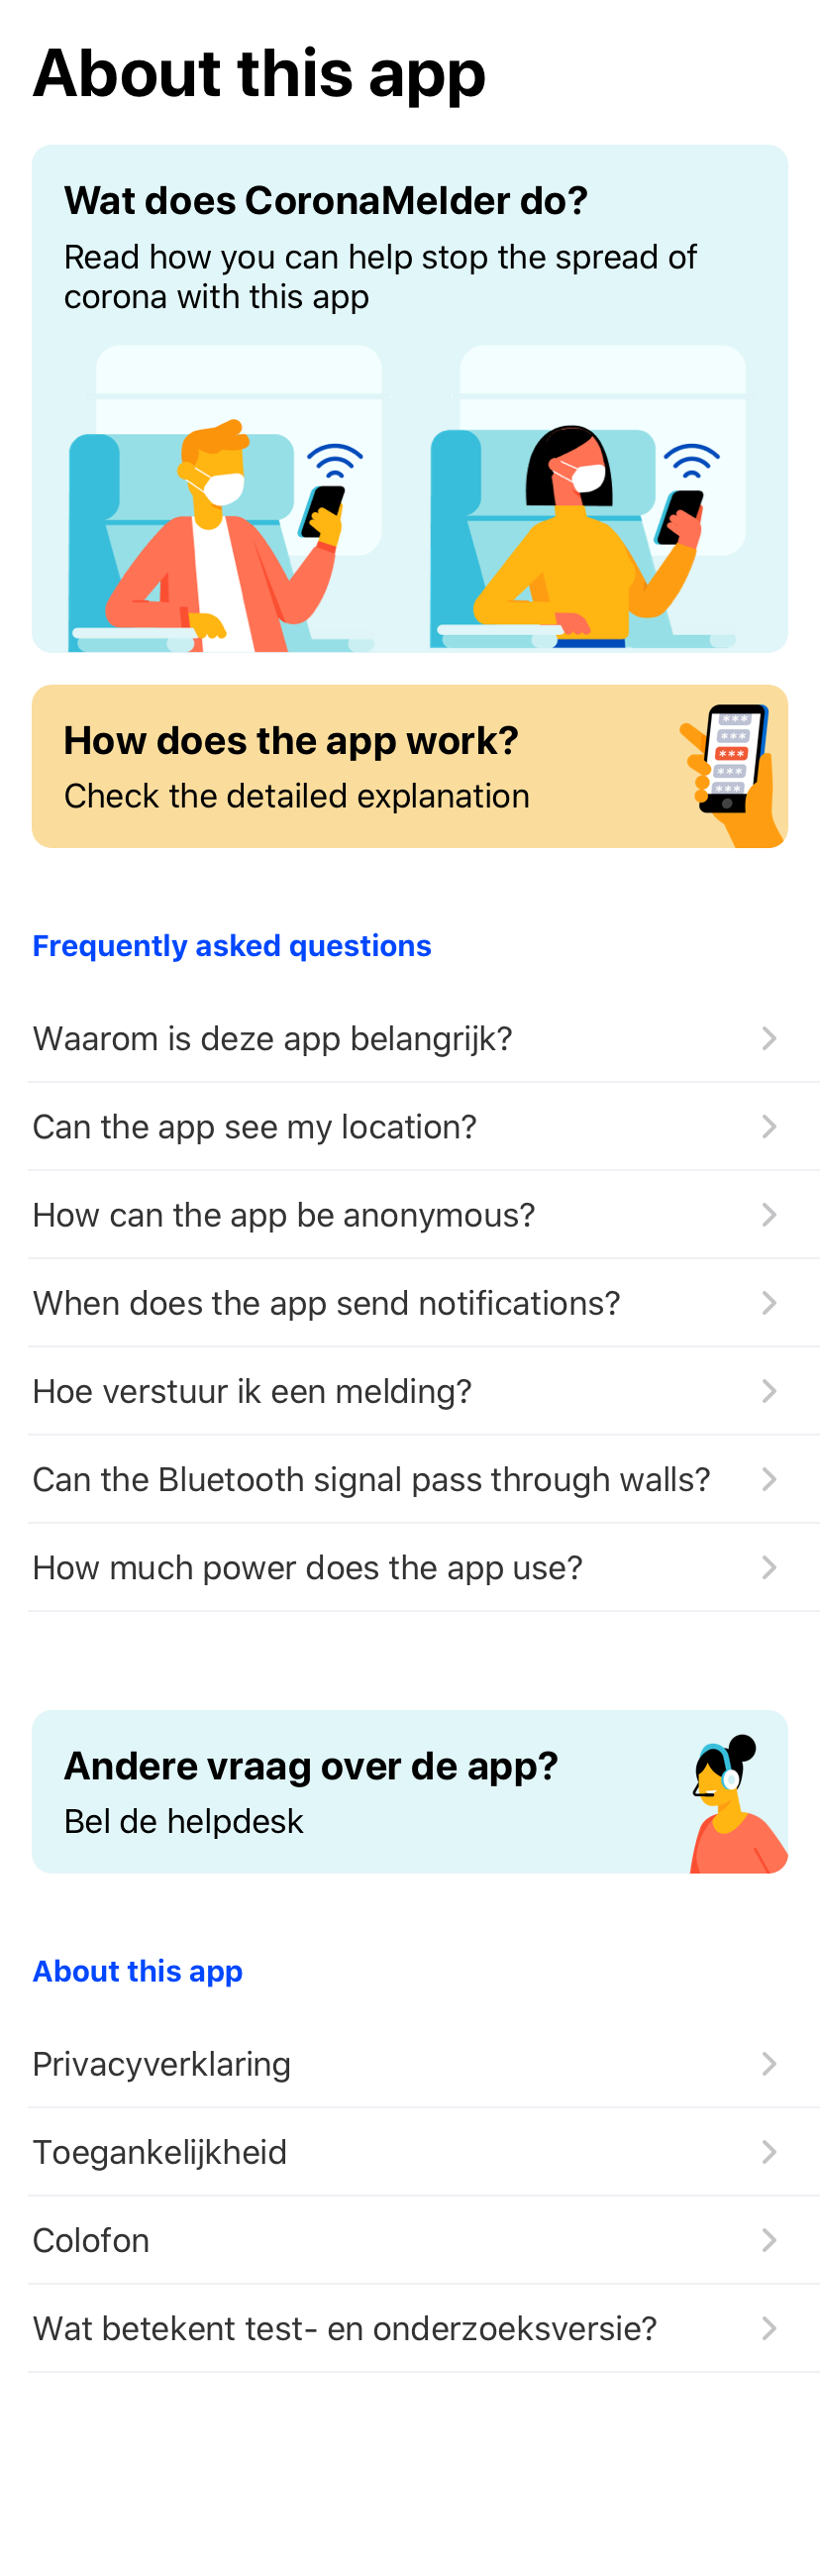 About this app
Wat does CoronaMelder do?
Read how you can help stop the spread of
corona with this app
How does the app work?
Check the detailed explanation
***
***
***
***
***
Frequently asked questions
Waarom is deze app belangrijk?
Can the app see my location?
How can the app be anonymous?
When does the app send notifications?
Hoe verstuur ik een melding?
Can the Bluetooth signal pass through walls?
How much power does the app use?
Andere vraag over de app?
Bel de helpdesk
About this app
Privacyverklaring
Toegankelijkheid
Colofon
Wat betekent test- en onderzoeksversie?